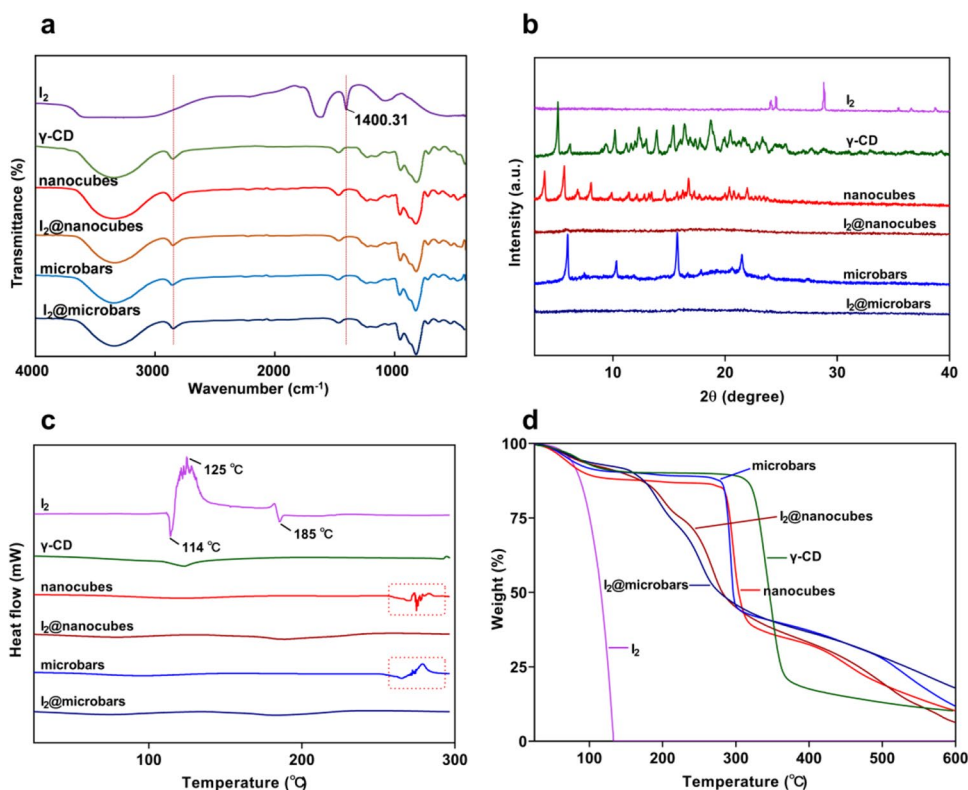 a
I₂
1400.31
γ-CD
nanocubes
I₂@nanocubes
microbars
I₂@microbars
Transmittance (%)
4000 3000 2000 1000
Wavenumber (cm⁻¹)
b
I₂
γ-CD
nanocubes
I₂@nanocubes
microbars
I₂@microbars
Intensity (a.u.)
10 20 30 40
2θ (degree)
c
125 ℃
I₂
114 ℃
185 ℃
γ-CD
nanocubes
I₂@nanocubes
microbars
I₂@microbars
Heat flow (mW)
100 200 300
Temperature (℃)
d
100
75
50
25
0
microbars
I₂@nanocubes
γ-CD
I₂@microbars
nanocubes
I₂
Weight (%)
100 200 300 400 500 600
Temperature (℃)